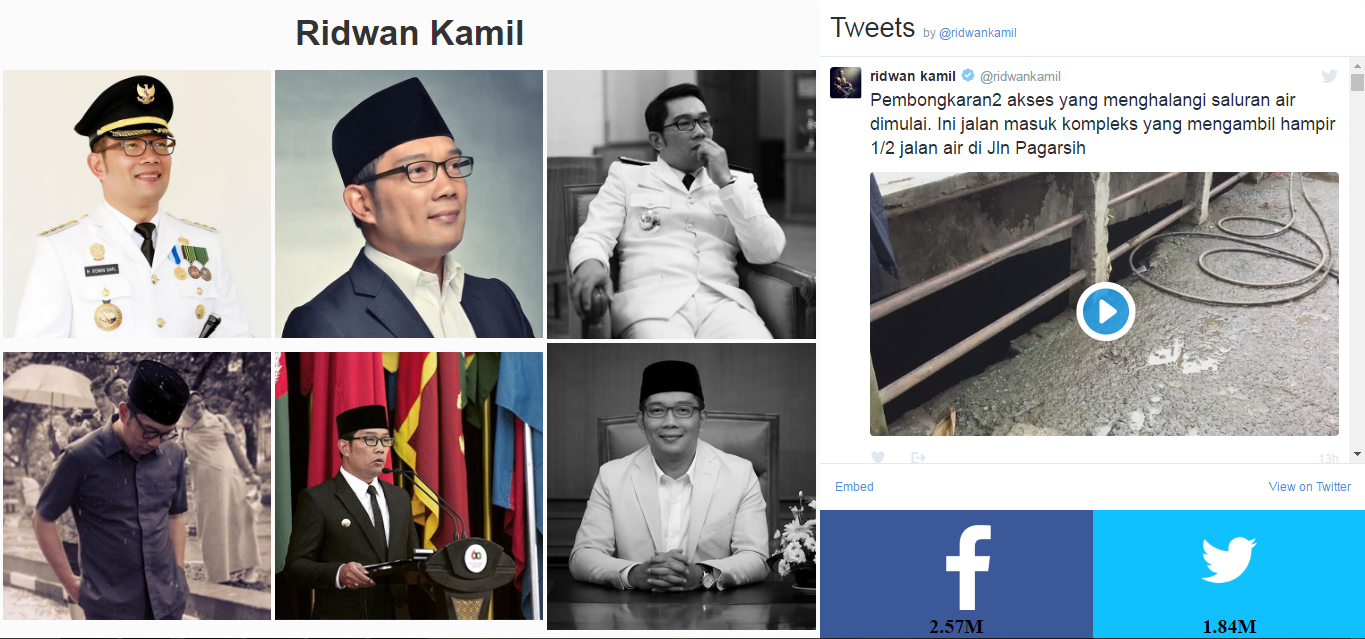 Ridwan Kamil
M. RIDWAN KAMIL
Tweets by @ridwankamil
ridwan kamil @ridwankamil
Pembongkaran2 akses yang menghalangi saluran air
dimulai. Ini jalan masuk kompleks yang mengambil hampir
1/2 jalan air di Jln Pagarsih
13h
Embed
View on Twitter
2.57M
1.84M